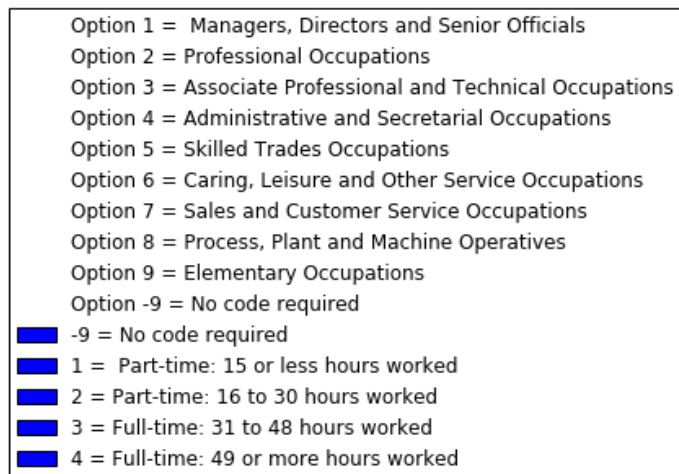 Option 1 =  Managers, Directors and Senior Officials
Option 2 = Professional Occupations
Option 3 = Associate Professional and Technical Occupations
Option 4 = Administrative and Secretarial Occupations
Option 5 = Skilled Trades Occupations
Option 6 = Caring, Leisure and Other Service Occupations
Option 7 = Sales and Customer Service Occupations
Option 8 = Process, Plant and Machine Operatives
Option 9 = Elementary Occupations
Option -9 = No code required
-9 = No code required
1 =  Part-time: 15 or less hours worked
2 = Part-time: 16 to 30 hours worked
3 = Full-time: 31 to 48 hours worked
4 = Full-time: 49 or more hours worked